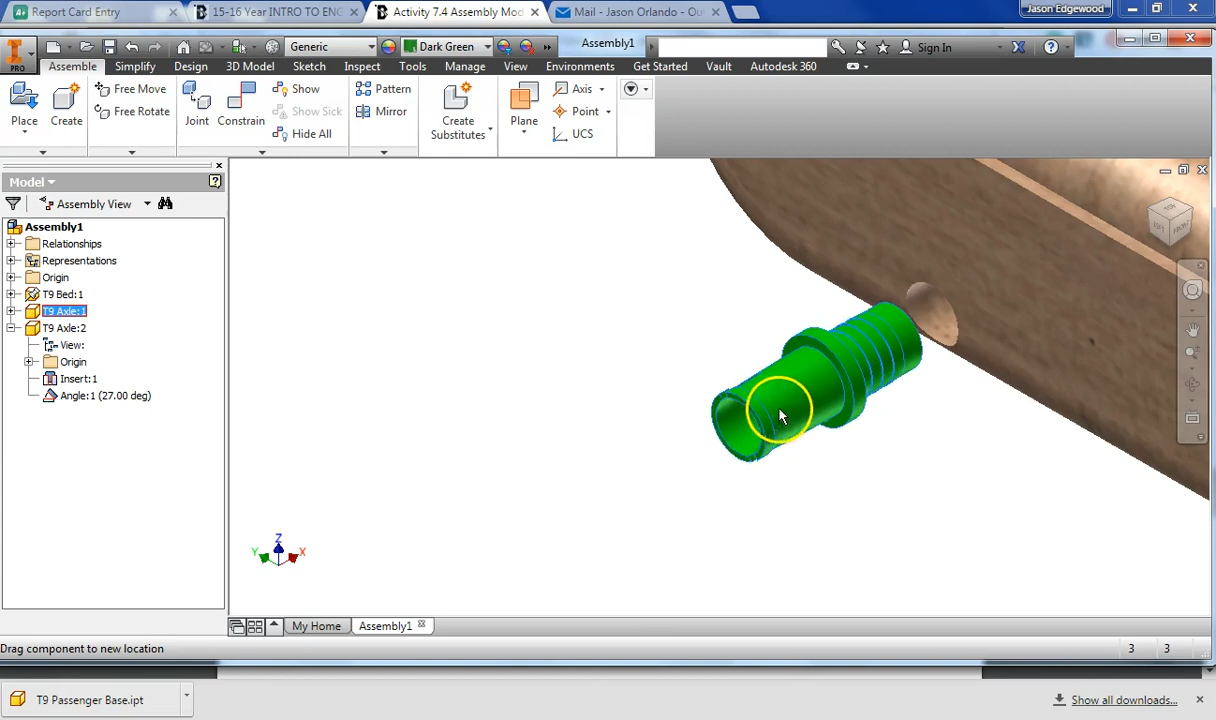 Report Card Entry
15-16 Year INTRO TO ENG
Activity 7.4 Assembly Mod
Mail - Jason Orlando - Ou
Jason Edgewood
PRO
Generic
Dark Green
Assembly1
Sign In
Assemble
Simplify
Design
3D Model
Sketch
Inspect
Tools
Manage
View
Environments
Get Started
Vault
Autodesk 360
Place
Create
Free Move
Free Rotate
Joint
Constrain
Show
Show Sick
Hide All
Pattern
Mirror
Create
Substitutes
Plane
Axis
Point
UCS
Model
Assembly View
Assembly1
Relationships
Representations
Origin
T9 Bed:1
T9 Axle:1
T9 Axle:2
View:
Origin
Insert:1
Angle:1 (27.00 deg)
Z
Y
X
TOP
FRONT
My Home
Assembly1
Drag component to new location
3
3
T9 Passenger Base.ipt
Show all downloads...